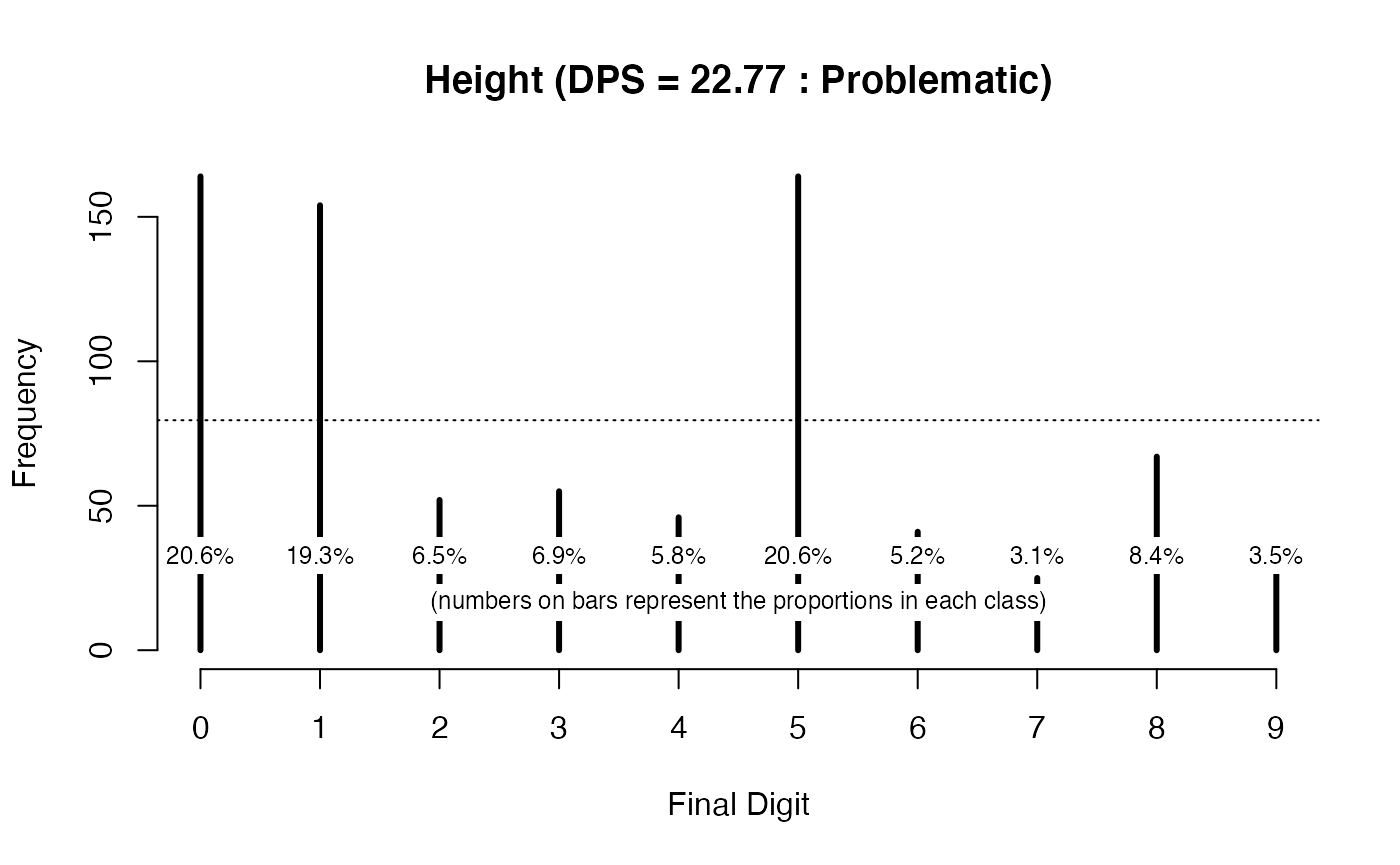 Height (DPS = 22.77 : Problematic)
Frequency
150
100
50
0
20.6% 19.3% 6.5% 6.9% 5.8% 20.6% 5.2% 3.1% 8.4% 3.5%
(numbers on bars represent the proportions in each class)
0 1 2 3 4 5 6 7 8 9
Final Digit